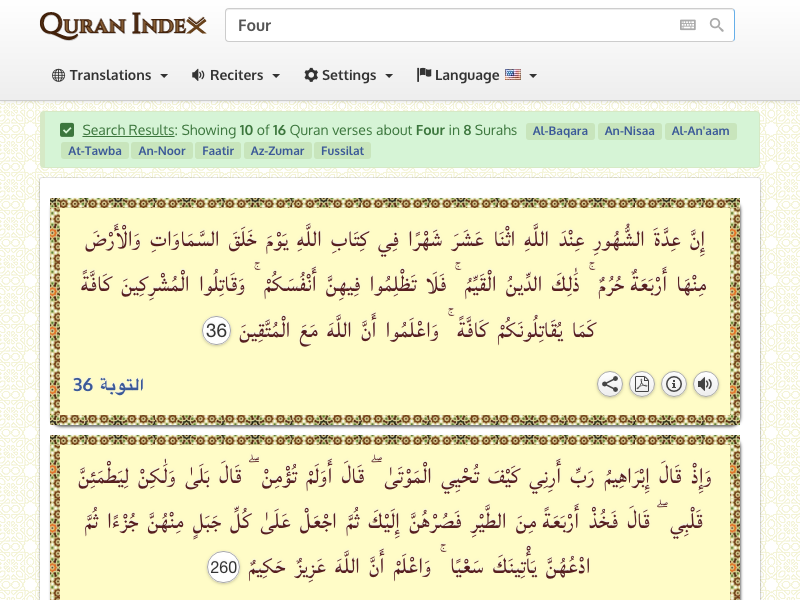 QURAN INDEX
Four
Translations
Reciters
Settings
Language
Search Results: Showing 10 of 16 Quran verses about Four in 8 Surahs Al-Baqara An-Nisaa Al-An'aam
At-Tawba An-Noor Faatir Az-Zumar Fussilat
إِنَّ عِدَّةَ الشُّهُورِ عِنْدَ اللَّهِ اثْنَا عَشَرَ شَهْرًا فِي كِتَابِ اللَّهِ يَوْمَ خَلَقَ السَّمَاوَاتِ وَالْأَرْضَ
مِنْهَا أَرْبَعَةٌ حُرُمٌ ۚ ذَٰلِكَ الدِّينُ الْقَيِّمُ ۚ فَلَا تَظْلِمُوا فِيهِنَّ أَنْفُسَكُمْ ۚ وَقَاتِلُوا الْمُشْرِكِينَ كَافَّةً
كَمَا يُقَاتِلُونَكُمْ كَافَّةً ۚ وَاعْلَمُوا أَنَّ اللَّهَ مَعَ الْمُتَّقِينَ 36
التوبة 36
وَإِذْ قَالَ إِبْرَاهِيمُ رَبِّ أَرِنِي كَيْفَ تُحْيِي الْمَوْتَىٰ ۖ قَالَ أَوَلَمْ تُؤْمِنْ ۖ قَالَ بَلَىٰ وَلَٰكِنْ لِيَطْمَئِنَّ
قَلْبِي ۖ قَالَ فَخُذْ أَرْبَعَةً مِنَ الطَّيْرِ فَصُرْهُنَّ إِلَيْكَ ثُمَّ اجْعَلْ عَلَىٰ كُلِّ جَبَلٍ مِنْهُنَّ جُزْءًا ثُمَّ
ادْعُهُنَّ يَأْتِينَكَ سَعْيًا ۚ وَاعْلَمْ أَنَّ اللَّهَ عَزِيزٌ حَكِيمٌ 260